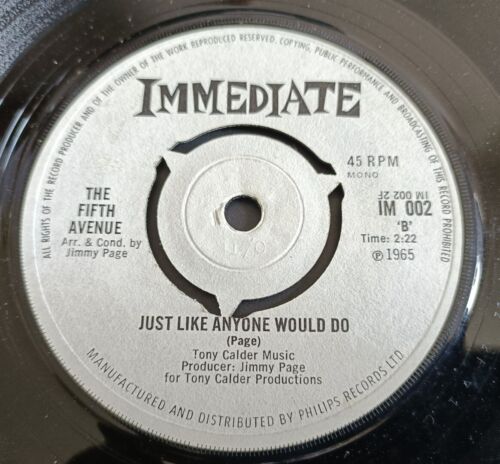 ALL RIGHTS OF THE RECORD PRODUCER AND OF THE OWNER OF THE WORK REPRODUCED RESERVED. COPYING, PUBLIC PERFORMANCE AND BROADCASTING OF THIS RECORD PROHIBITED
IMMEDIATE
45 RPM
MONO
IM 002 2F
IM 002
'B'
Time: 2:22
℗ 1965
THE
FIFTH
AVENUE
Arr. & Cond. by
Jimmy Page
JUST LIKE ANYONE WOULD DO
(Page)
Tony Calder Music
Producer: Jimmy Page
for Tony Calder Productions
MANUFACTURED AND DISTRIBUTED BY PHILIPS RECORDS LTD.